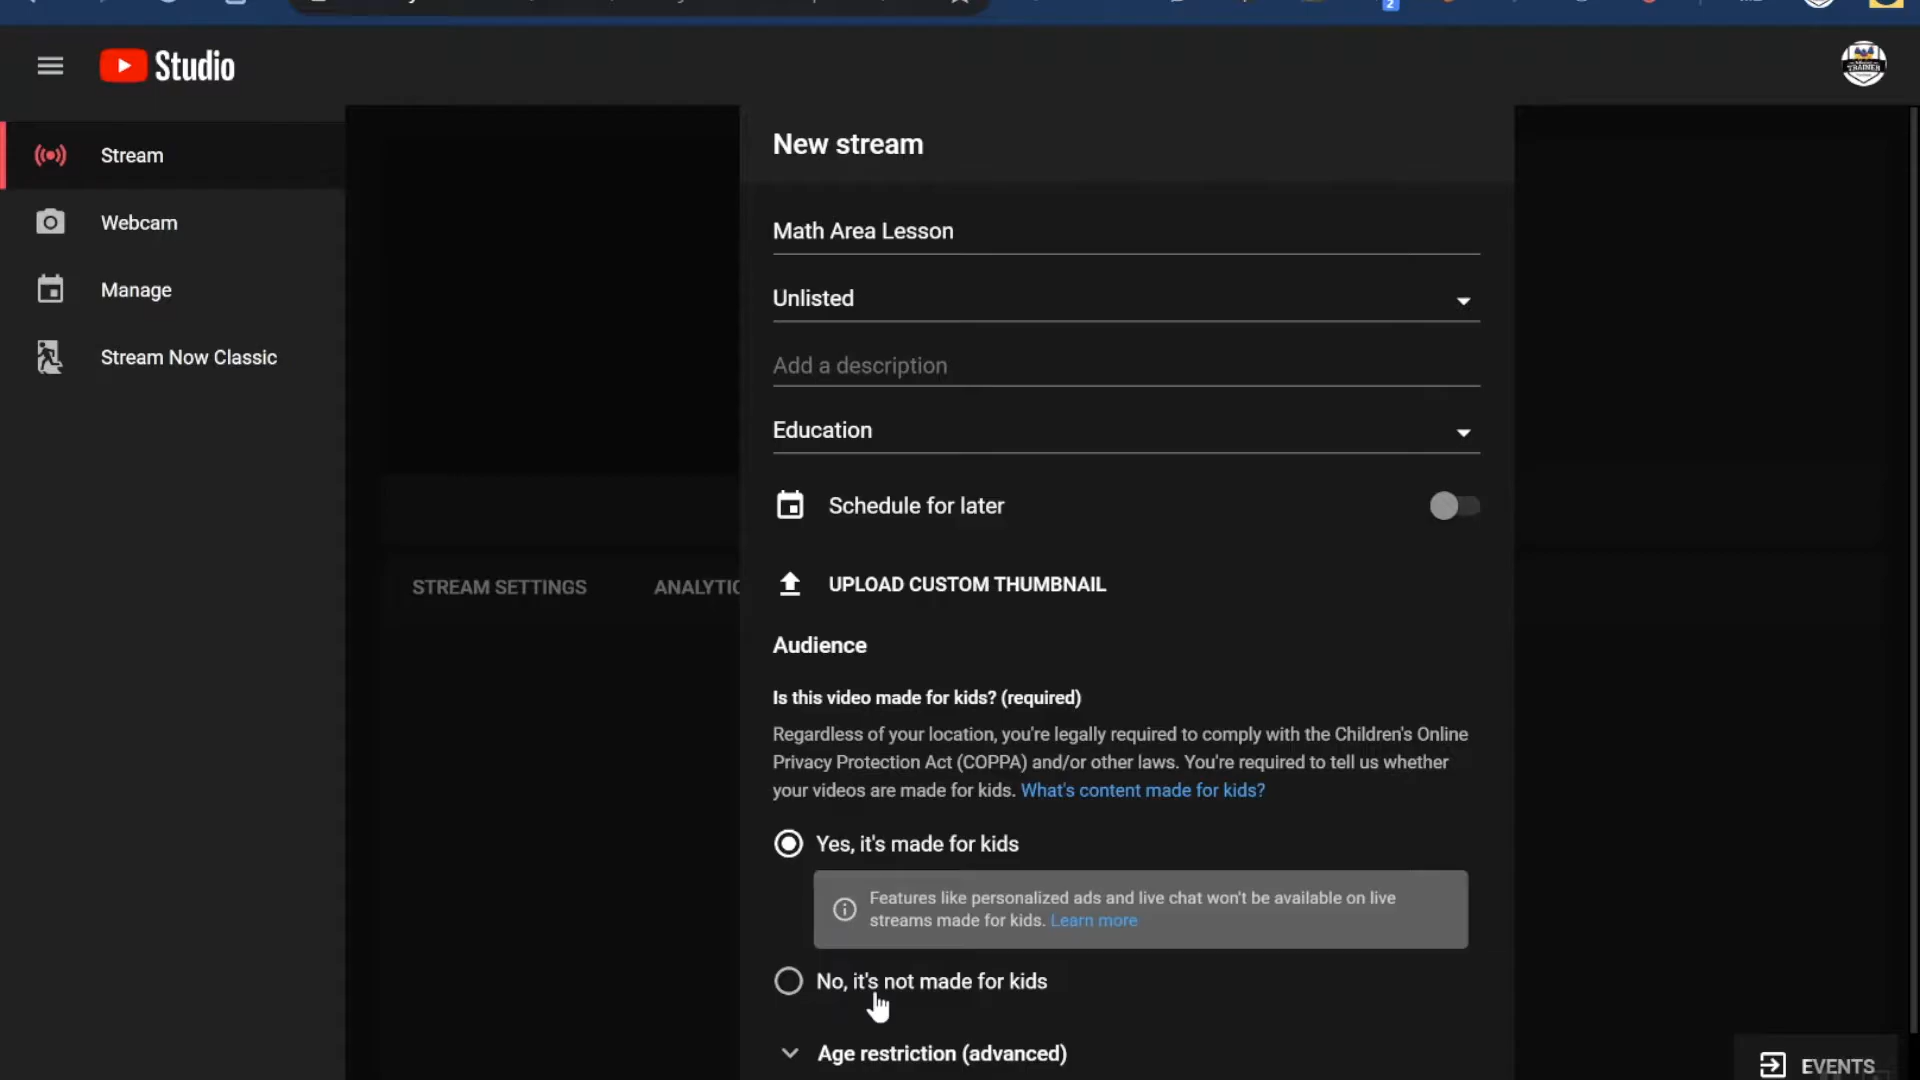 2
Studio
TRAINER
Stream
Webcam
Manage
Stream Now Classic
STREAM SETTINGS
New stream
Math Area Lesson
Unlisted
Add a description
Education
Schedule for later
UPLOAD CUSTOM THUMBNAIL
Audience
Is this video made for kids? (required)
Regardless of your location, you're legally required to comply with the Children's Online
Privacy Protection Act (COPPA) and/or other laws. You're required to tell us whether
your videos are made for kids. What's content made for kids?
Yes, it's made for kids
Features like personalized ads and live chat won't be available on live
streams made for kids. Learn more
No, it's not made for kids
Age restriction (advanced)
EVENTS